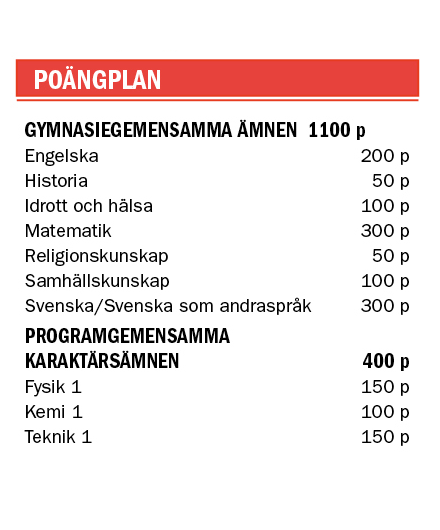 POÄNGPLAN
GYMNASIEGEMENSAMMA ÄMNEN 1100 p
Engelska 200 p
Historia 50 p
Idrott och hälsa 100 p
Matematik 300 p
Religionskunskap 50 p
Samhällskunskap 100 p
Svenska/Svenska som andraspråk 300 p
PROGRAMGEMENSAMMA
KARAKTÄRSÄMNEN 400 p
Fysik 1 150 p
Kemi 1 100 p
Teknik 1 150 p